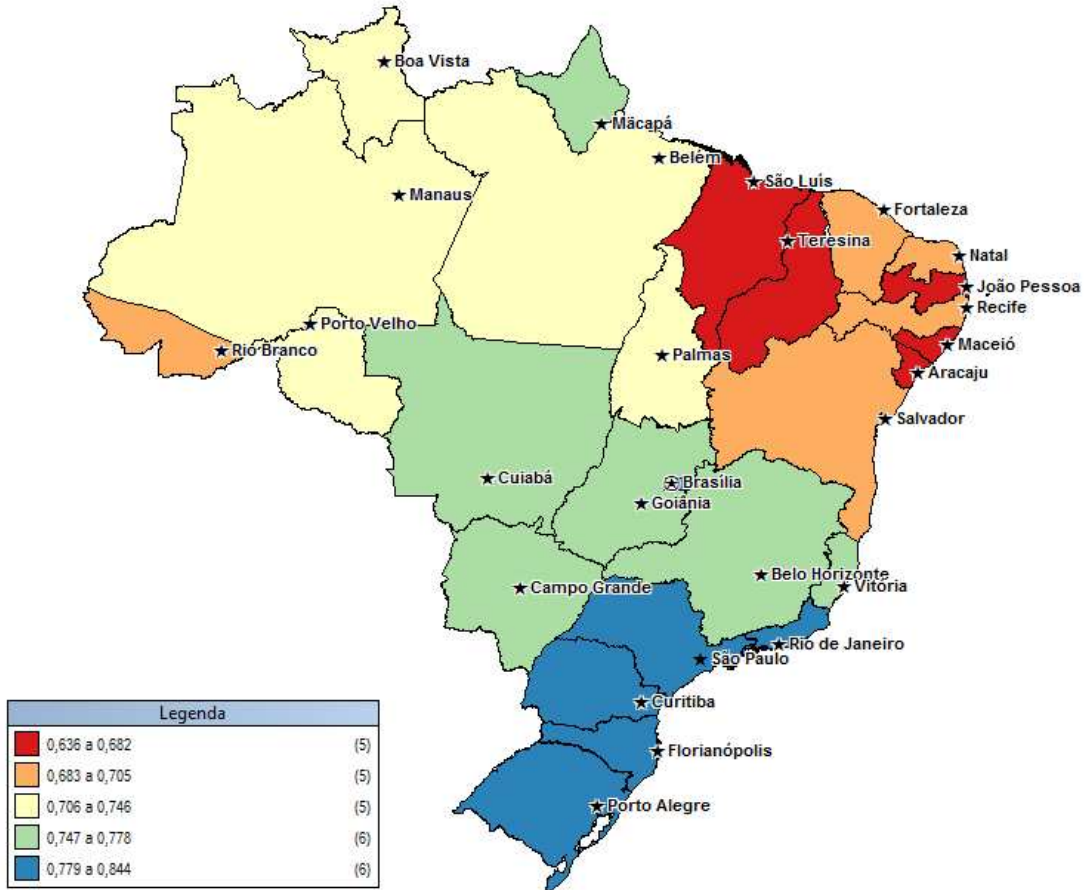 Boa Vista
Mäcapá
Belém
São Luís
Manaus
Fortaleza
Teresina
Natal
João Pessoa
Recife
Porto Velho
Rió Branco
Palmas
Maceió
Aracaju
Salvador
Cuiabá
Brasília
Goiânia
Belo Horizonte
Campo Grande
Vitória
Rio de Janeiro
São Paulo
Curitiba
Florianópolis
Porto Alegre
Legenda
0,636 a 0,682 (5)
0,683 a 0,705 (5)
0,706 a 0,746 (5)
0,747 a 0,778 (6)
0,779 a 0,844 (6)